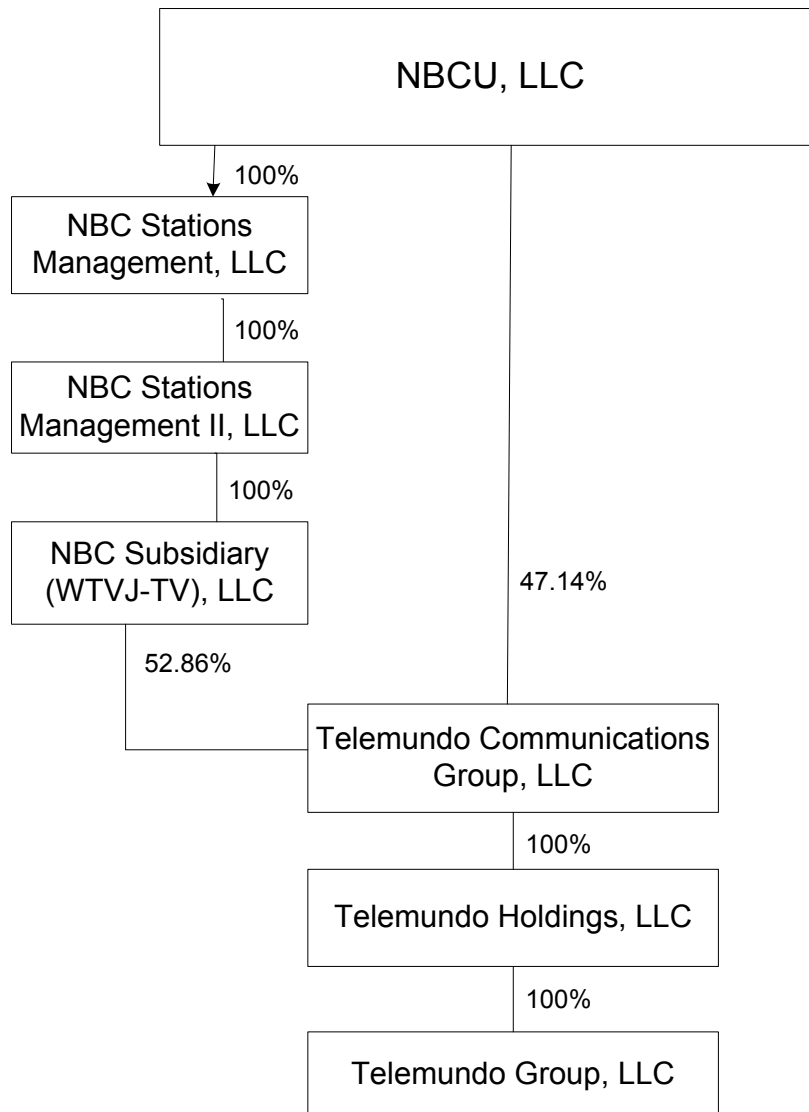 NBCU, LLC
100%
NBC Stations
Management, LLC
100%
NBC Stations
Management II, LLC
100%
NBC Subsidiary
(WTVJ-TV), LLC
47.14%
52.86%
Telemundo Communications
Group, LLC
100%
Telemundo Holdings, LLC
100%
Telemundo Group, LLC